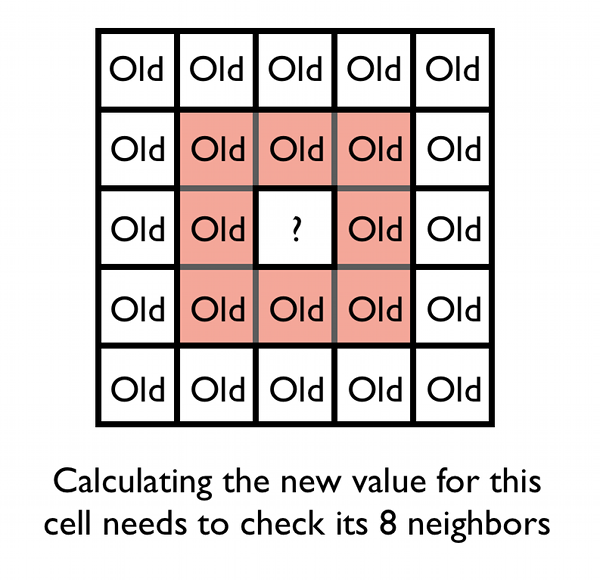 Old Old Old Old Old
Old Old Old Old Old
Old Old ? Old Old
Old Old Old Old Old
Old Old Old Old Old
Calculating the new value for this
cell needs to check its 8 neighbors